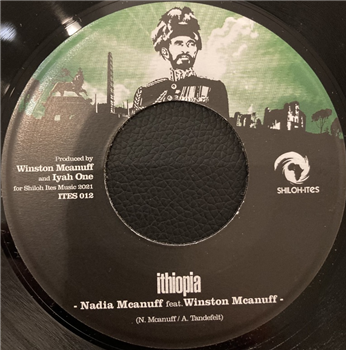 Produced by
Winston Mcanuff
and Iyah One
for Shiloh Ites Music 2021
ITES 012
SHILOH-ITES
ithiopia
- Nadia Mcanuff feat. Winston Mcanuff -
(N. Mcanuff / A. Tandefelt)